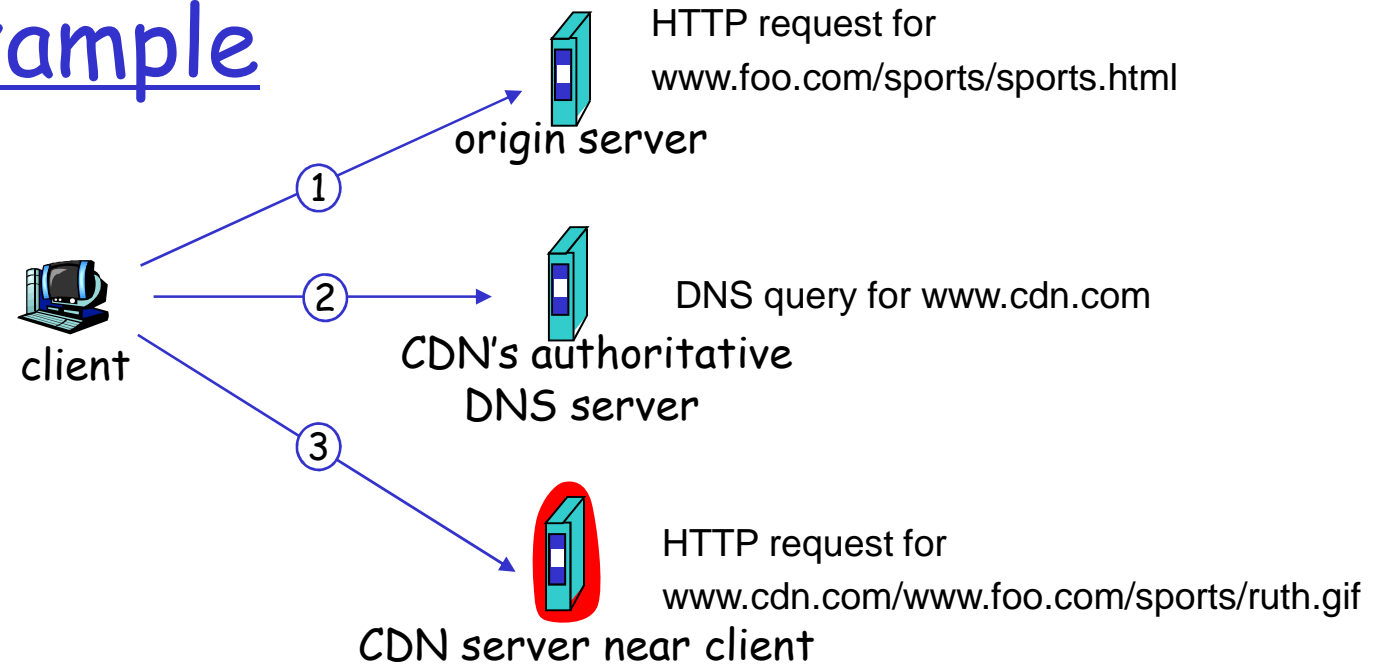 HTTP request for
www.foo.com/sports/sports.html
origin server
1
client
2
DNS query for www.cdn.com
CDN's authoritative
DNS server
3
HTTP request for
www.cdn.com/www.foo.com/sports/ruth.gif
CDN server near client